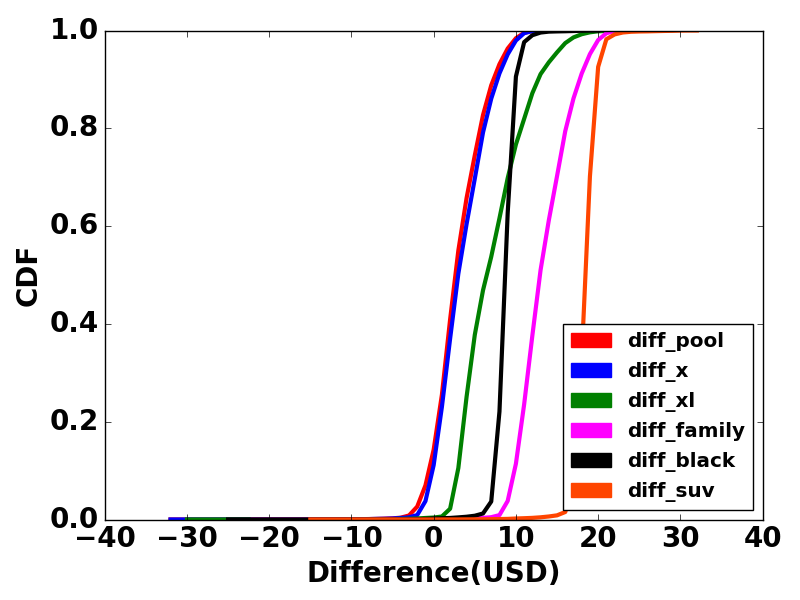 1.0
0.8
0.6
0.4
0.2
0.0
CDF
−40 −30 −20 −10 0 10 20 30 40
Difference(USD)
diff_pool
diff_x
diff_xl
diff_family
diff_black
diff_suv